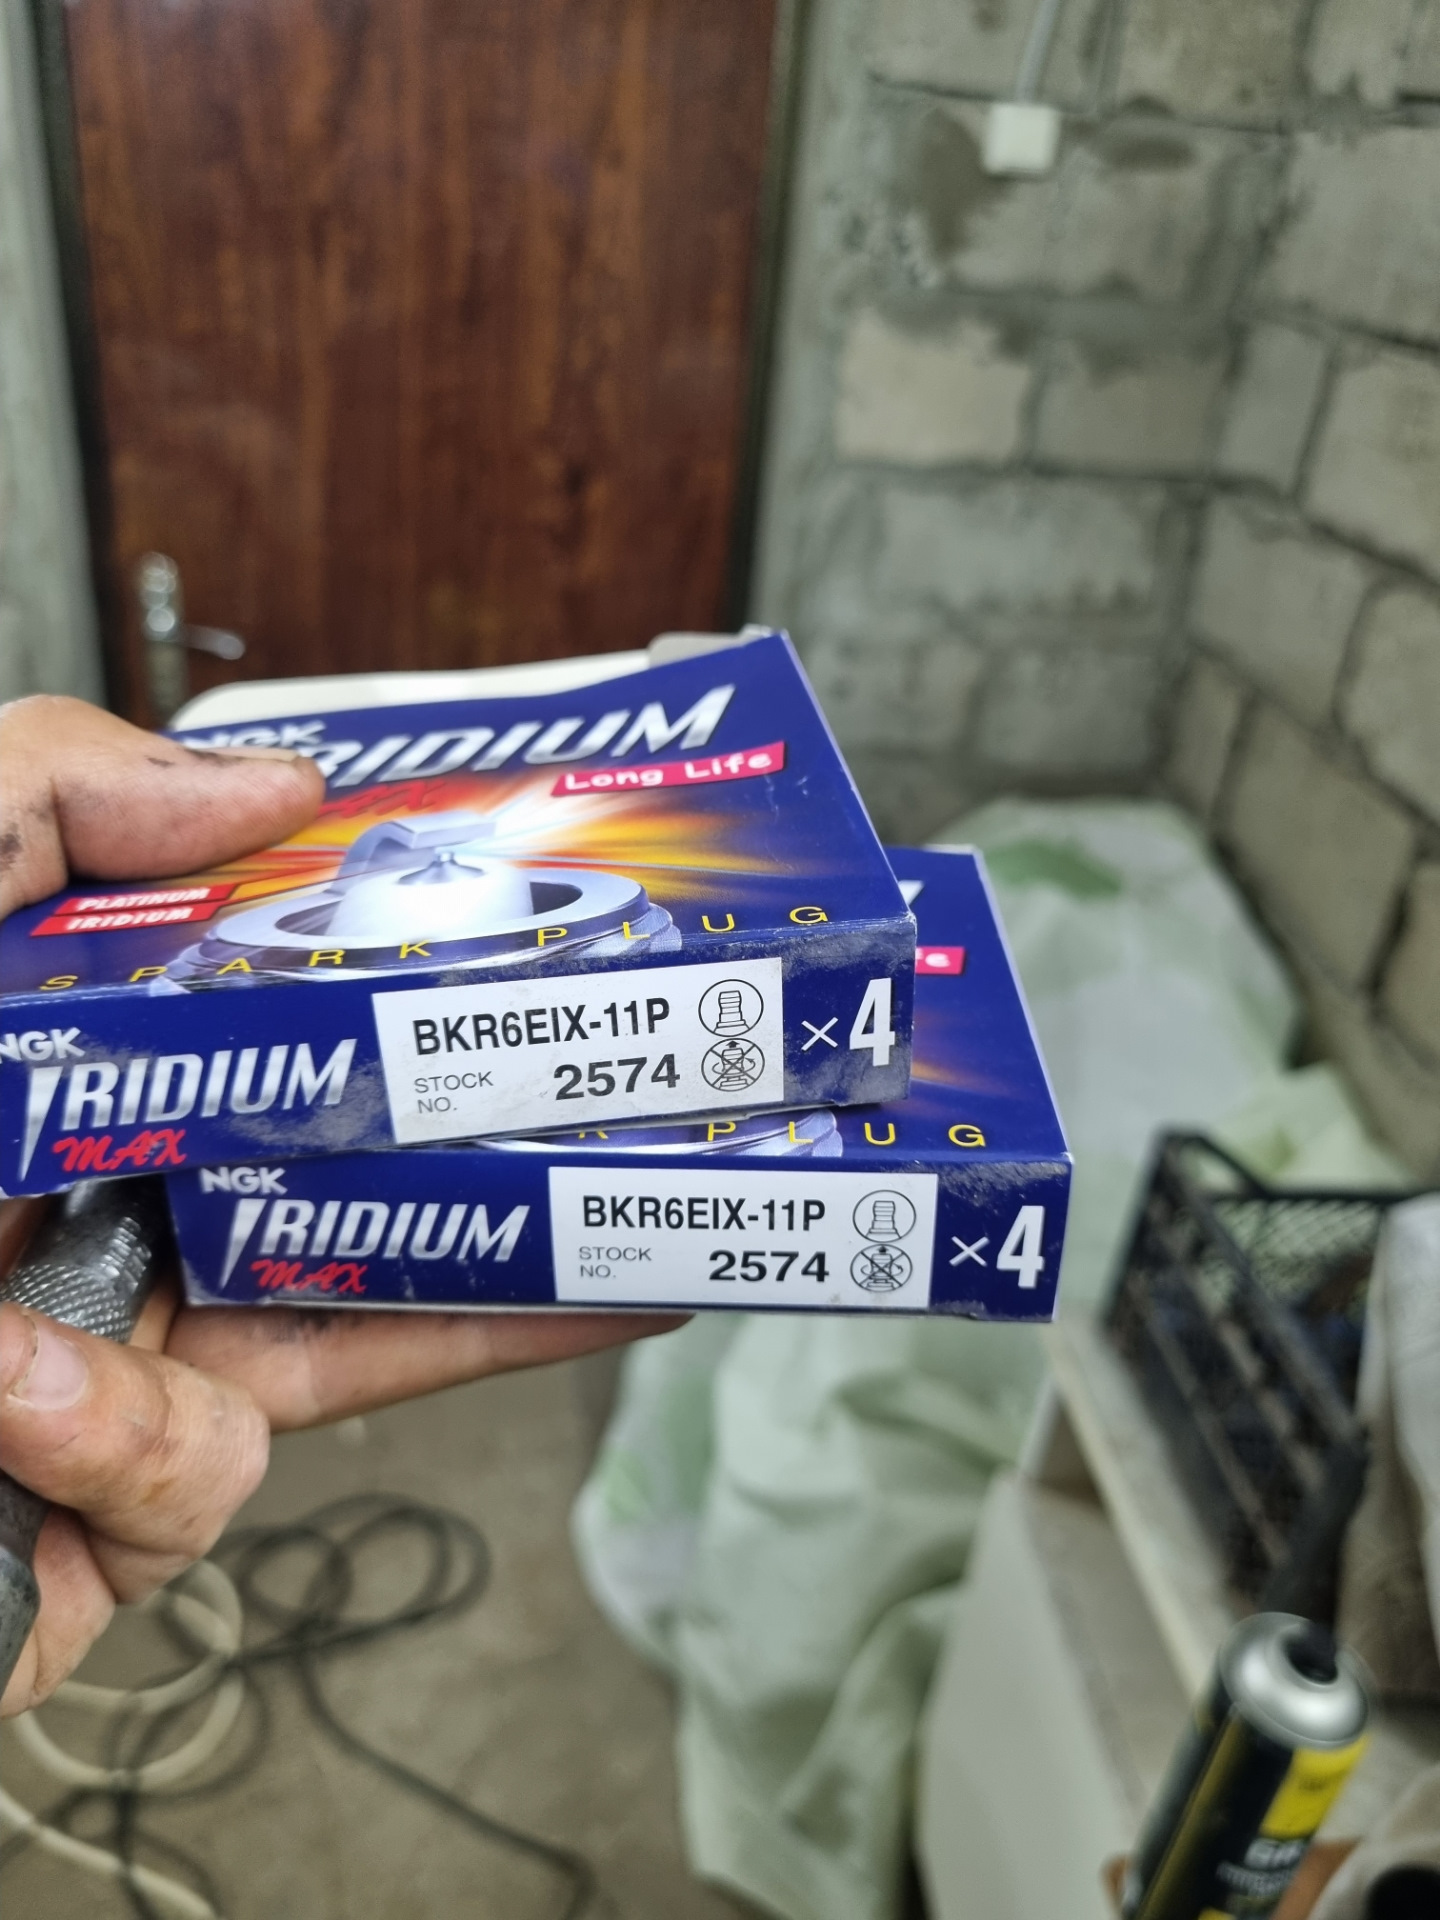 NGK
IRIDIUM
MAX
Long Life
PLATINUM
IRIDIUM
SPARK PLUG
NGK
IRIDIUM
MAX
BKR6EIX-11P
STOCK
NO.
2574
×4
PLUG
NGK
IRIDIUM
MAX
BKR6EIX-11P
STOCK
NO.
2574
×4